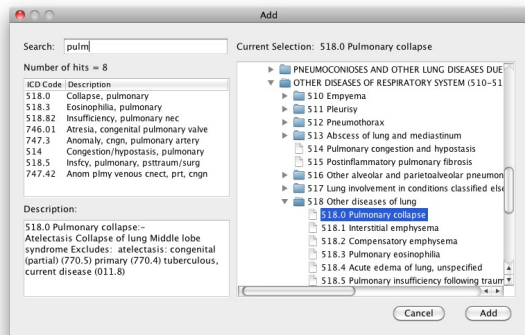 Add
Search: pulm
Current Selection: 518.0 Pulmonary collapse
Number of hits = 8
ICD Code Description
518.0 Collapse, pulmonary
518.3 Eosinophilia, pulmonary
518.82 Insufficiency, pulmonary nec
746.01 Atresia, congenital pulmonary valve
747.3 Anomaly, cngn, pulmonary artery
514 Congestion/hypostasis, pulmonary
518.5 Insfcy, pulmonary, psttraum/surg
747.42 Anom plmy venous cnect, prt, cngn
Description:
518.0 Pulmonary collapse:-
Atelectasis Collapse of lung Middle lobe
syndrome Excludes: atelectasis: congenital
(partial) (770.5) primary (770.4) tuberculous,
current disease (011.8)
PNEUMOCONIOSES AND OTHER LUNG DISEASES DUE
OTHER DISEASES OF RESPIRATORY SYSTEM (510-51
510 Empyema
511 Pleurisy
512 Pneumothorax
513 Abscess of lung and mediastinum
514 Pulmonary congestion and hypostasis
515 Postinflammatory pulmonary fibrosis
516 Other alveolar and parietoalveolar pneumon
517 Lung involvement in conditions classified else
518 Other diseases of lung
518.0 Pulmonary collapse
518.1 Interstitial emphysema
518.2 Compensatory emphysema
518.3 Pulmonary eosinophilia
518.4 Acute edema of lung, unspecified
518.5 Pulmonary insufficiency following traum
Cancel
Add